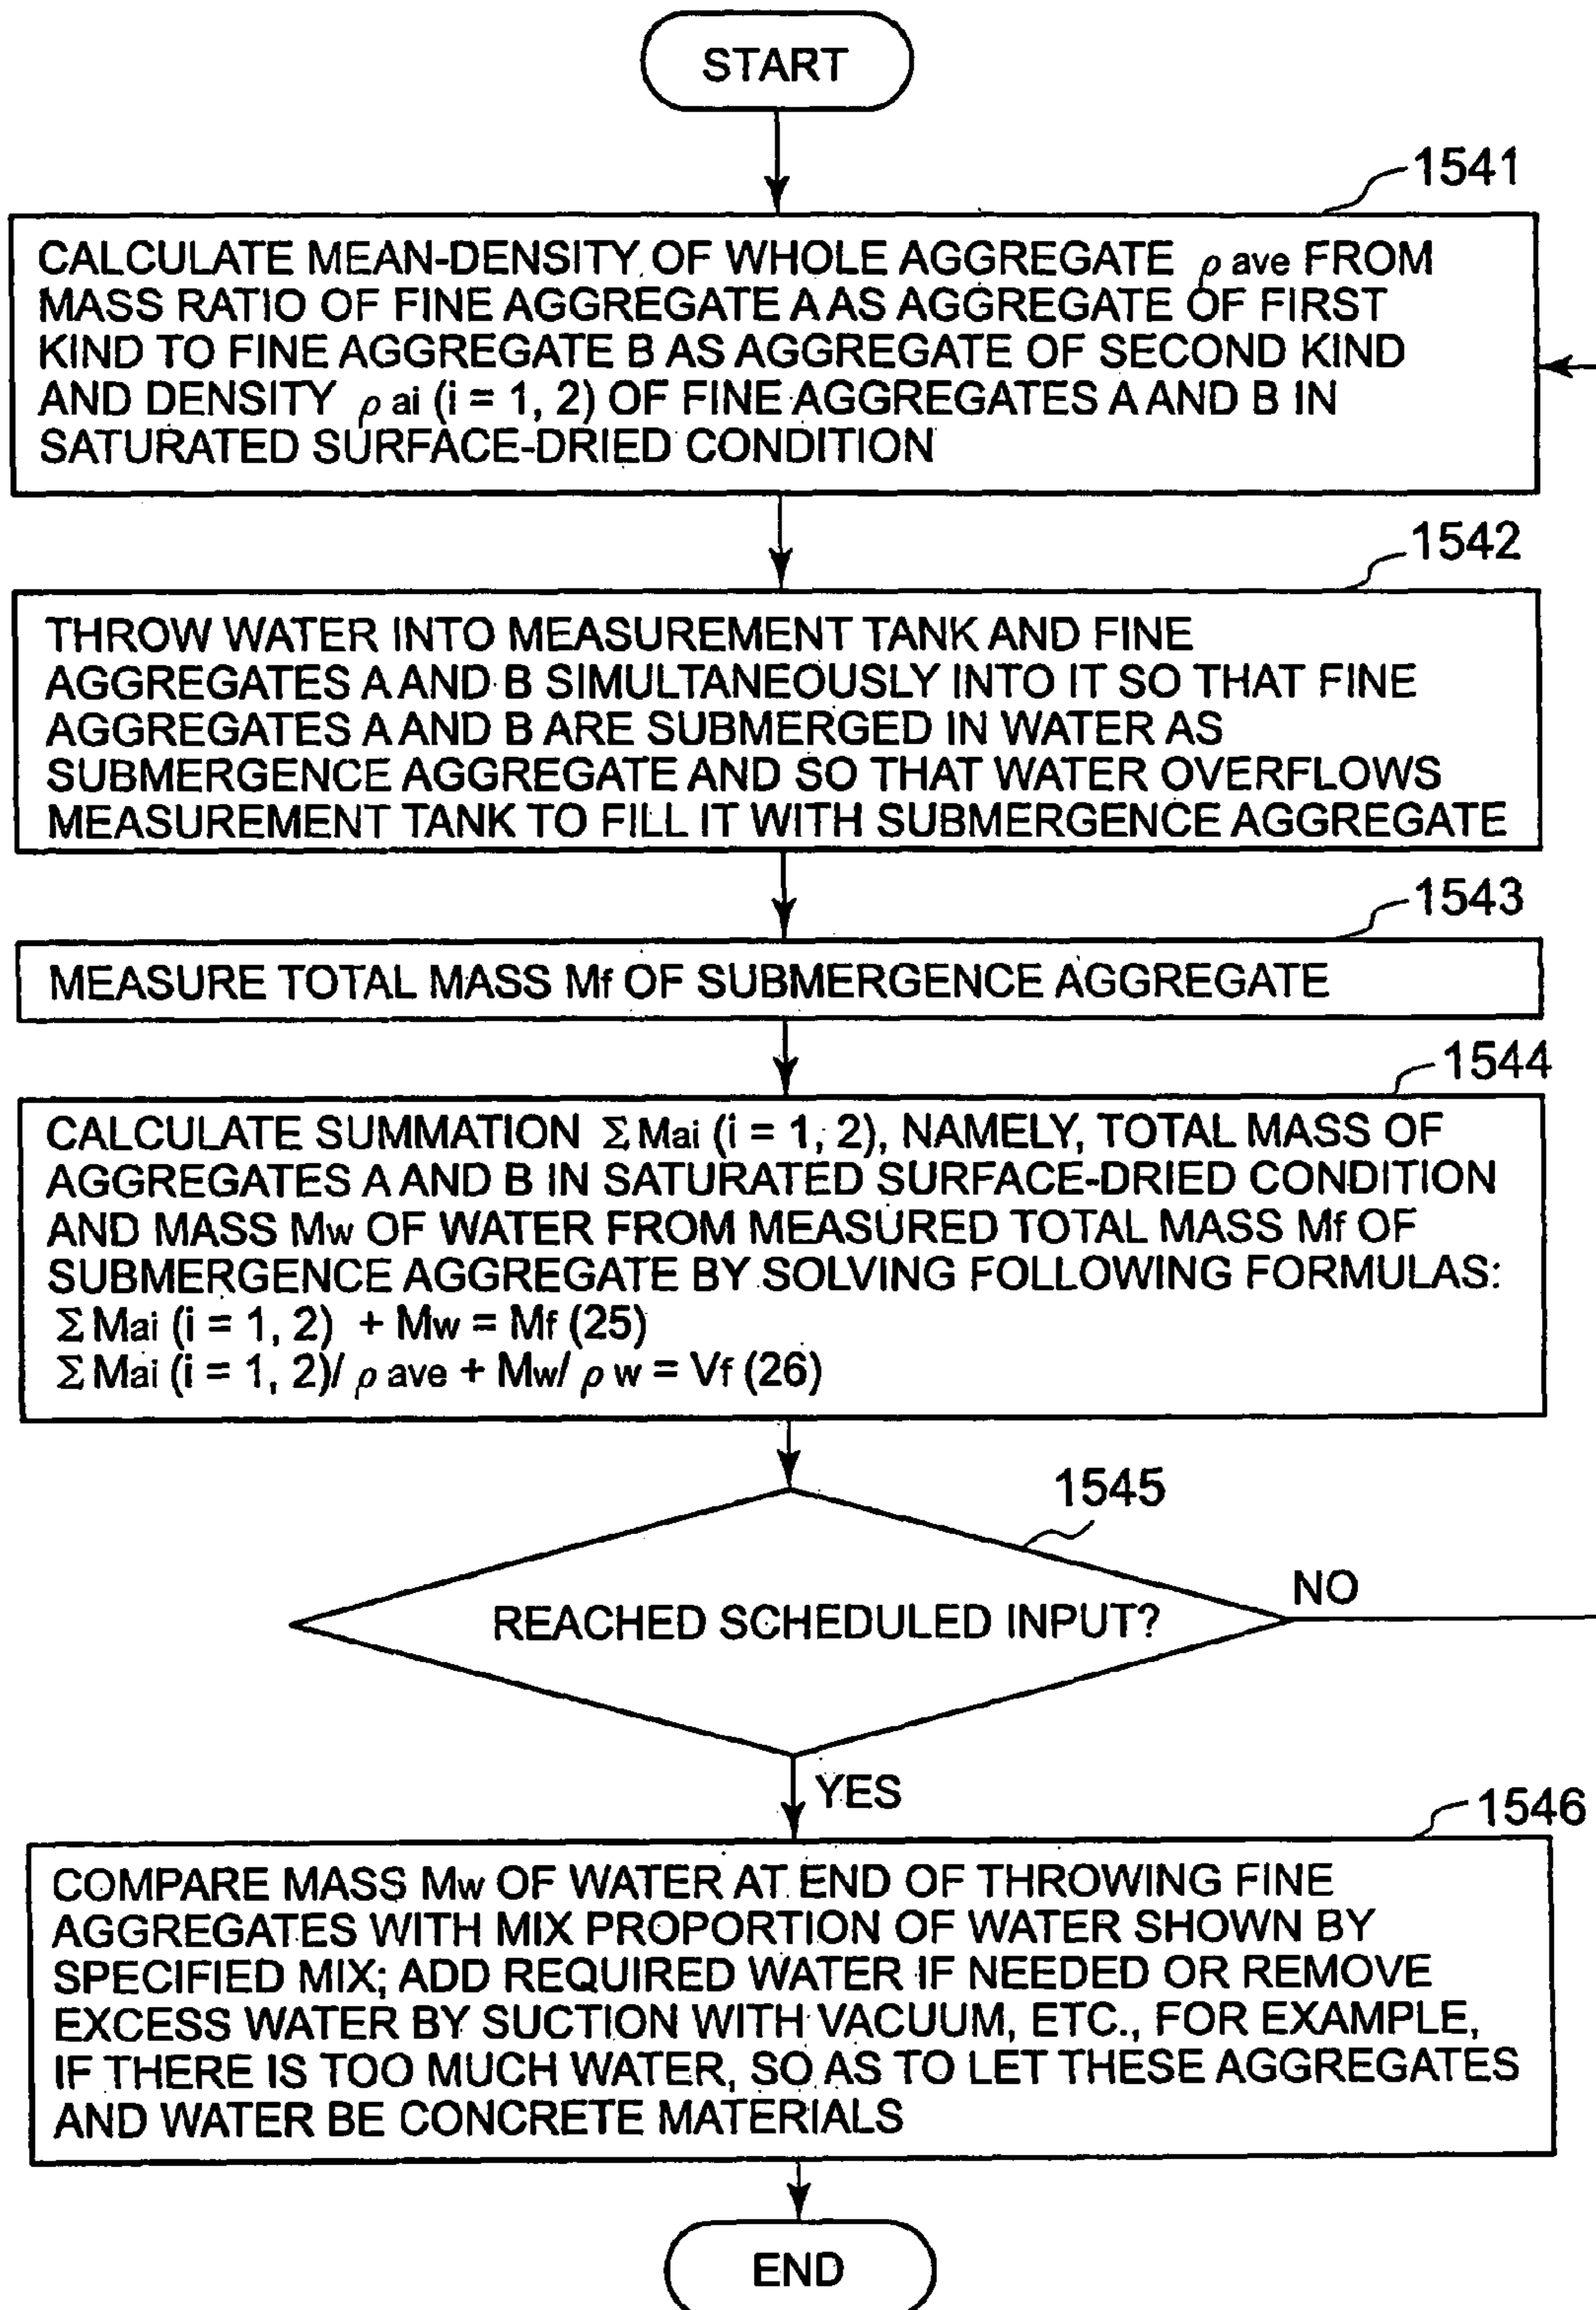 START
1541
CALCULATE MEAN-DENSITY OF WHOLE AGGREGATE ρ ave FROM
MASS RATIO OF FINE AGGREGATE A AS AGGREGATE OF FIRST
KIND TO FINE AGGREGATE B AS AGGREGATE OF SECOND KIND
AND DENSITY ρ ai (i = 1, 2) OF FINE AGGREGATES A AND B IN
SATURATED SURFACE-DRIED CONDITION
1542
THROW WATER INTO MEASUREMENT TANK AND FINE
AGGREGATES A AND B SIMULTANEOUSLY INTO IT SO THAT FINE
AGGREGATES A AND B ARE SUBMERGED IN WATER AS
SUBMERGENCE AGGREGATE AND SO THAT WATER OVERFLOWS
MEASUREMENT TANK TO FILL IT WITH SUBMERGENCE AGGREGATE
1543
MEASURE TOTAL MASS Mf OF SUBMERGENCE AGGREGATE
1544
CALCULATE SUMMATION Σ Mai (i = 1, 2), NAMELY, TOTAL MASS OF
AGGREGATES A AND B IN SATURATED SURFACE-DRIED CONDITION
AND MASS Mw OF WATER FROM MEASURED TOTAL MASS Mf OF
SUBMERGENCE AGGREGATE BY SOLVING FOLLOWING FORMULAS:
Σ Mai (i = 1, 2) + Mw = Mf (25)
Σ Mai (i = 1, 2)/ ρ ave + Mw/ ρ w = Vf (26)
1545
REACHED SCHEDULED INPUT?
NO
YES
1546
COMPARE MASS Mw OF WATER AT END OF THROWING FINE
AGGREGATES WITH MIX PROPORTION OF WATER SHOWN BY
SPECIFIED MIX; ADD REQUIRED WATER IF NEEDED OR REMOVE
EXCESS WATER BY SUCTION WITH VACUUM, ETC., FOR EXAMPLE,
IF THERE IS TOO MUCH WATER, SO AS TO LET THESE AGGREGATES
AND WATER BE CONCRETE MATERIALS
END